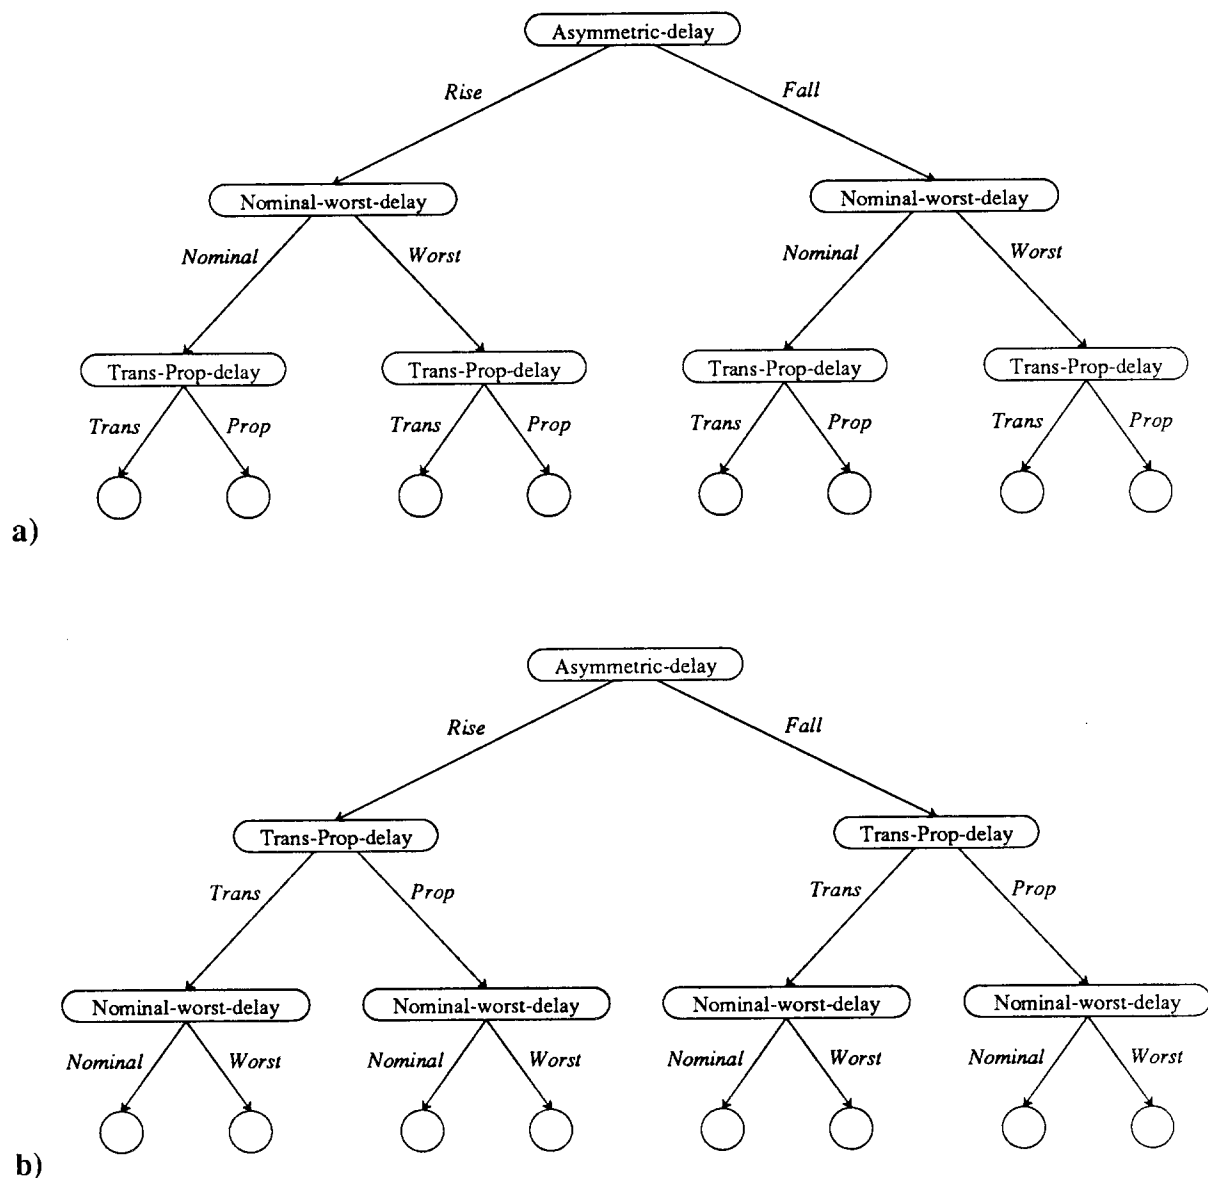 Asymmetric-delay
Rise Fall
Nominal-worst-delay Nominal-worst-delay
Nominal Worst Nominal Worst
Trans-Prop-delay Trans-Prop-delay Trans-Prop-delay Trans-Prop-delay
Trans Prop Trans Prop Trans Prop Trans Prop
a)
Asymmetric-delay
Rise Fall
Trans-Prop-delay Trans-Prop-delay
Trans Prop Trans Prop
Nominal-worst-delay Nominal-worst-delay Nominal-worst-delay Nominal-worst-delay
Nominal Worst Nominal Worst Nominal Worst Nominal Worst
b)